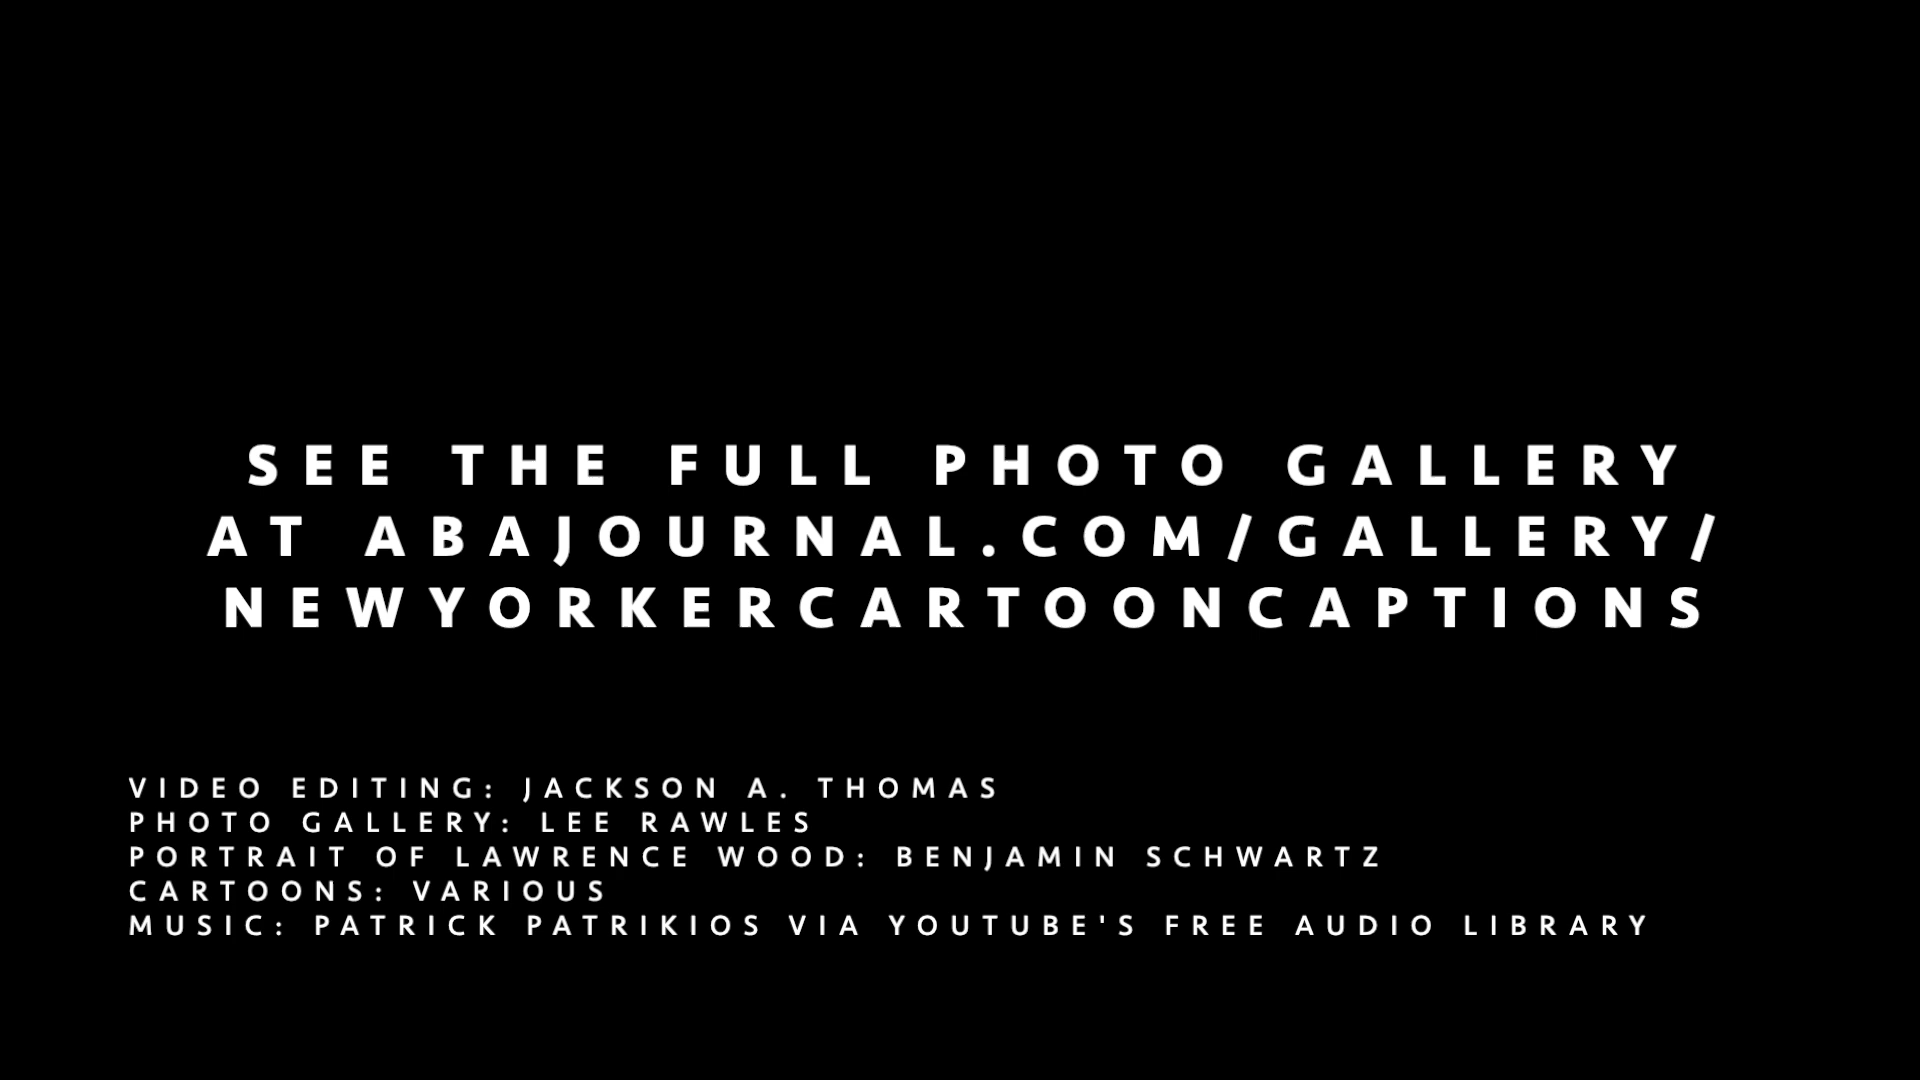 SEE THE FULL PHOTO GALLERY
AT ABAJOURNAL.COM/GALLERY/
NEWYORKERCARTOONCAPTIONS
VIDEO EDITING: JACKSON A. THOMAS
PHOTO GALLERY: LEE RAWLES
PORTRAIT OF LAWRENCE WOOD: BENJAMIN SCHWARTZ
CARTOONS: VARIOUS
MUSIC: PATRICK PATRIKIOS VIA YOUTUBE'S FREE AUDIO LIBRARY